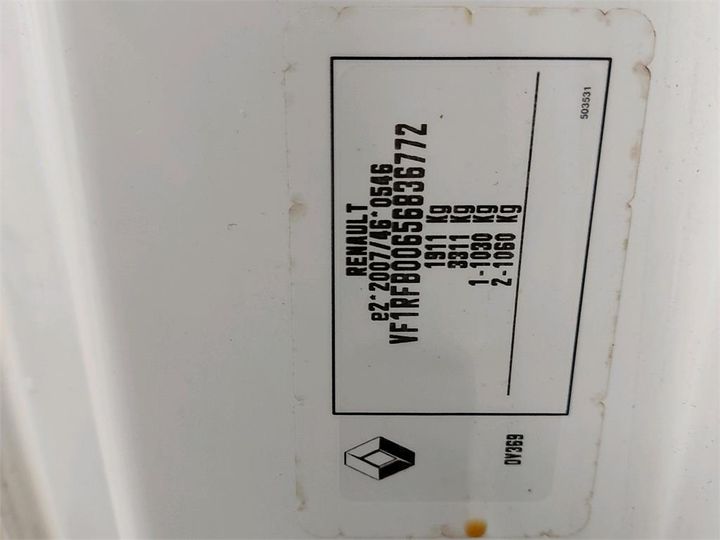 RENAULT
e2*2007/46*0546
VF1RFB00656836772
1911 Kg
3311 Kg
1-1030 Kg
2-1060 Kg
503531
OV369